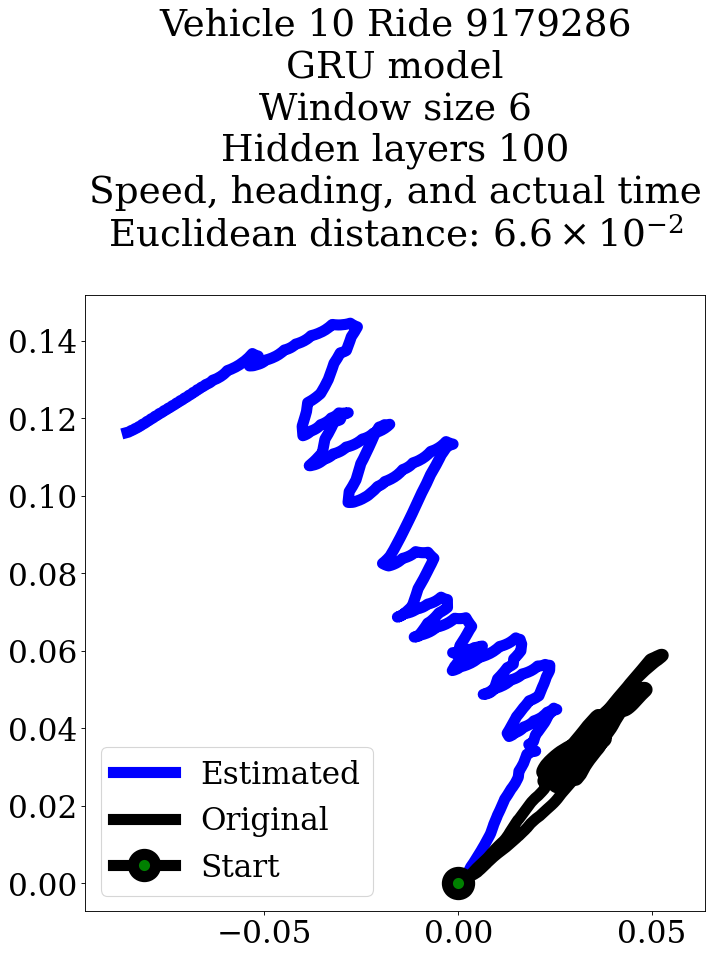 Vehicle 10 Ride 9179286
GRU model
Window size 6
Hidden layers 100
Speed, heading, and actual time
Euclidean distance: 6.6 × 10⁻²
0.14
0.12
0.10
0.08
0.06
0.04
0.02
0.00
Estimated
Original
Start
−0.05 0.00 0.05